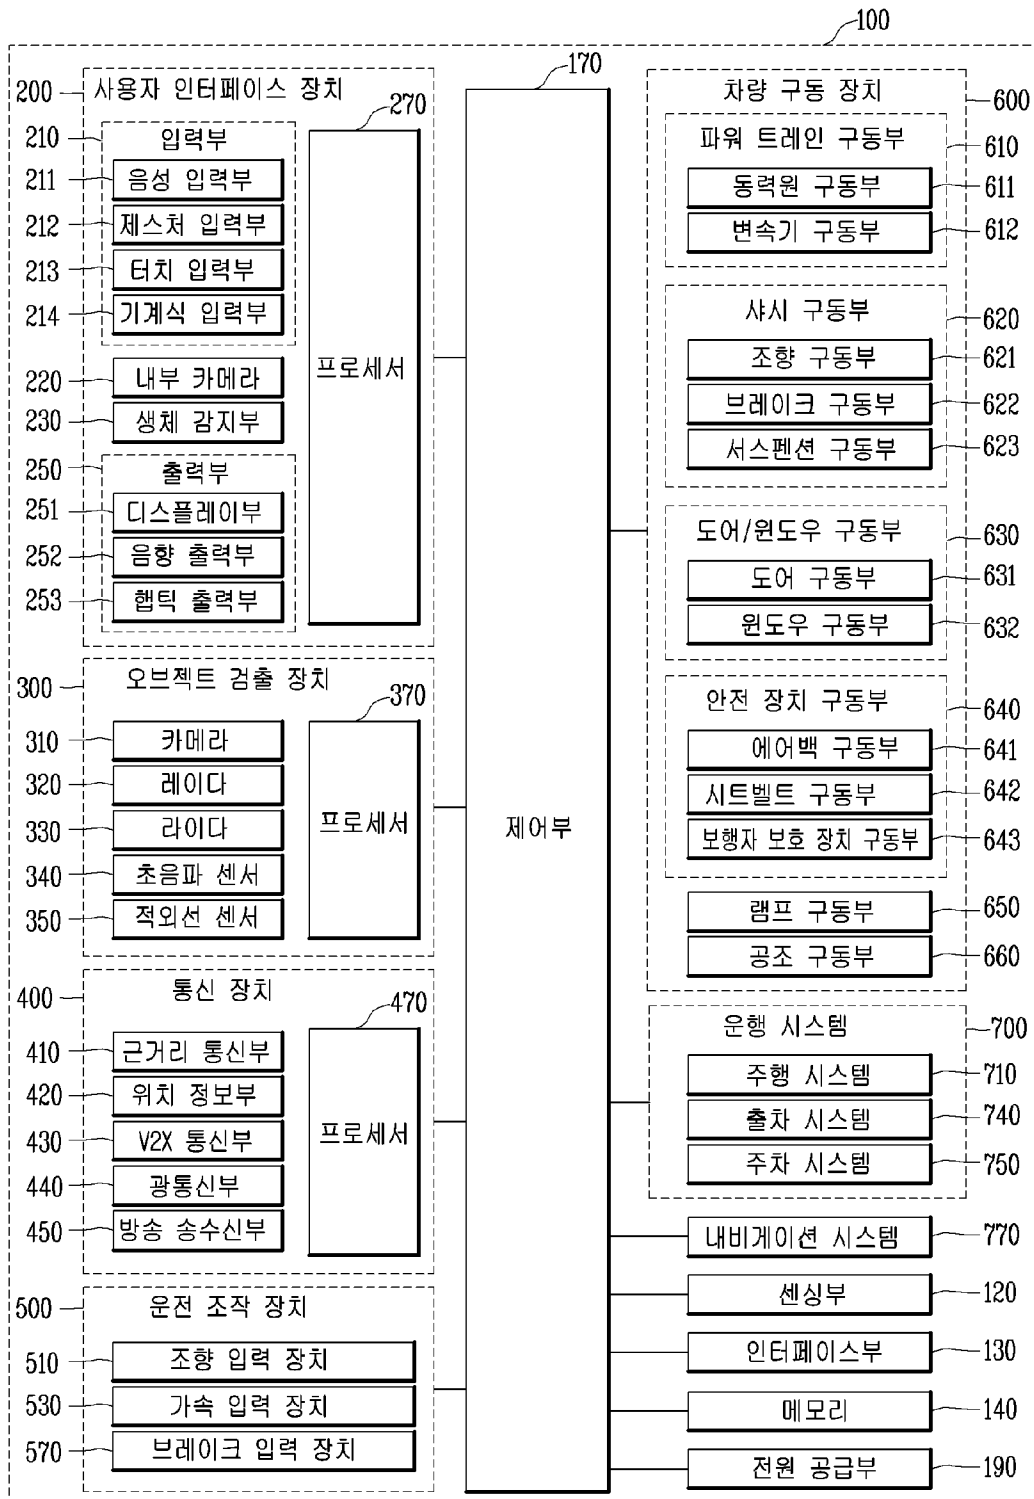 100
200
사용자 인터페이스 장치
270
210
입력부
211
음성 입력부
212
제스처 입력부
213
터치 입력부
214
기계식 입력부
220
내부 카메라
230
생체 감지부
프로세서
250
출력부
251
디스플레이부
252
음향 출력부
253
햅틱 출력부
300
오브젝트 검출 장치
370
310
카메라
320
레이다
330
라이다
340
초음파 센서
350
적외선 센서
프로세서
400
통신 장치
470
410
근거리 통신부
420
위치 정보부
430
V2X 통신부
440
광통신부
450
방송 송수신부
프로세서
500
운전 조작 장치
510
조향 입력 장치
530
가속 입력 장치
570
브레이크 입력 장치
170
제어부
차량 구동 장치
600
파워 트레인 구동부
610
동력원 구동부
611
변속기 구동부
612
샤시 구동부
620
조향 구동부
621
브레이크 구동부
622
서스펜션 구동부
623
도어/윈도우 구동부
630
도어 구동부
631
윈도우 구동부
632
안전 장치 구동부
640
에어백 구동부
641
시트벨트 구동부
642
보행자 보호 장치 구동부
643
램프 구동부
650
공조 구동부
660
운행 시스템
700
주행 시스템
710
출차 시스템
740
주차 시스템
750
내비게이션 시스템
770
센싱부
120
인터페이스부
130
메모리
140
전원 공급부
190